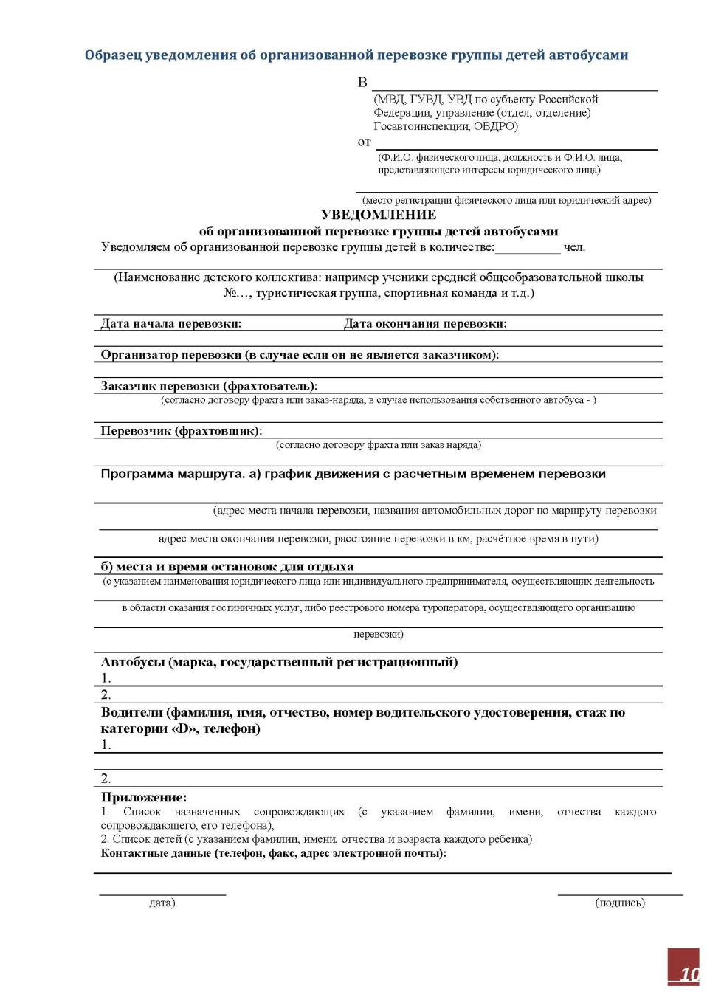 Образец уведомления об организованной перевозке группы детей автобусами
В
(МВД, ГУВД, УВД по субъекту Российской
Федерации, управление (отдел, отделение)
Госавтоинспекции, ОВДРО)
от
(Ф.И.О. физического лица, должность и Ф.И.О. лица,
представляющего интересы юридического лица)
(место регистрации физического лица или юридический адрес)
УВЕДОМЛЕНИЕ
об организованной перевозке группы детей автобусами
Уведомляем об организованной перевозке группы детей в количестве:__________ чел.
(Наименование детского коллектива: например ученики средней общеобразовательной школы
№…, туристическая группа, спортивная команда и т.д.)
Дата начала перевозки: Дата окончания перевозки:
Организатор перевозки (в случае если он не является заказчиком):
Заказчик перевозки (фрахтователь):
(согласно договору фрахта или заказ-наряда, в случае использования собственного автобуса - )
Перевозчик (фрахтовщик):
(согласно договору фрахта или заказ наряда)
Программа маршрута. а) график движения с расчетным временем перевозки
(адрес места начала перевозки, названия автомобильных дорог по маршруту перевозки
адрес места окончания перевозки, расстояние перевозки в км, расчётное время в пути)
б) места и время остановок для отдыха
(с указанием наименования юридического лица или индивидуального предпринимателя, осуществляющих деятельность
в области оказания гостиничных услуг, либо реестрового номера туроператора, осуществляющего организацию
перевозки)
Автобусы (марка, государственный регистрационный)
1.
2.
Водители (фамилия, имя, отчество, номер водительского удостоверения, стаж по
категории «D», телефон)
1.
2.
Приложение:
1. Список назначенных сопровождающих (с указанием фамилии, имени, отчества каждого
сопровождающего, его телефона),
2. Список детей (с указанием фамилии, имени, отчества и возраста каждого ребенка)
Контактные данные (телефон, факс, адрес электронной почты):
дата) (подпись)
10